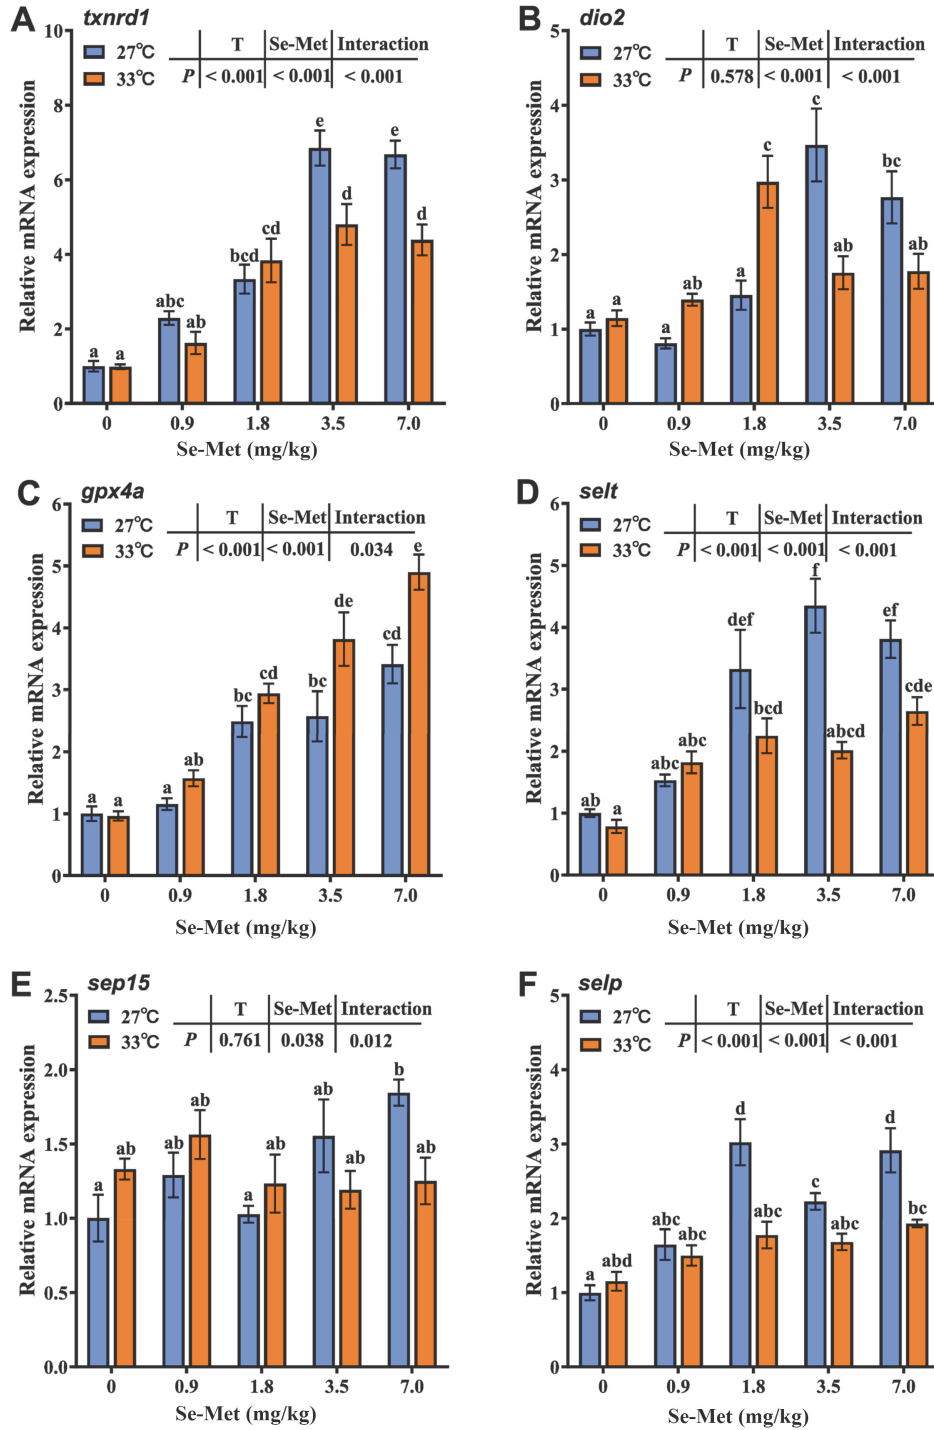 A txnrd1
27℃
33℃
T Se-Met Interaction
P < 0.001 < 0.001 < 0.001
Relative mRNA expression
10
8
6
4
2
0
a a abc ab bcd cd e d e d
0 0.9 1.8 3.5 7.0
Se-Met (mg/kg)
B dio2
27℃
33℃
T Se-Met Interaction
P 0.578 < 0.001 < 0.001
Relative mRNA expression
5
4
3
2
1
0
a a a ab a c c ab bc ab
0 0.9 1.8 3.5 7.0
Se-Met (mg/kg)
C gpx4a
27℃
33℃
T Se-Met Interaction
P < 0.001 < 0.001 0.034
Relative mRNA expression
6
5
4
3
2
1
0
a a a ab bc cd bc de cd e
0 0.9 1.8 3.5 7.0
Se-Met (mg/kg)
D selt
27℃
33℃
T Se-Met Interaction
P < 0.001 < 0.001 < 0.001
Relative mRNA expression
6
5
4
3
2
1
0
ab a abc abc def bcd f abcd ef cde
0 0.9 1.8 3.5 7.0
Se-Met (mg/kg)
E sep15
27℃
33℃
T Se-Met Interaction
P 0.761 0.038 0.012
Relative mRNA expression
2.5
2.0
1.5
1.0
0.5
0.0
a ab ab ab a ab ab ab b ab
0 0.9 1.8 3.5 7.0
Se-Met (mg/kg)
F selp
27℃
33℃
T Se-Met Interaction
P < 0.001 < 0.001 < 0.001
Relative mRNA expression
5
4
3
2
1
0
a abd abc abc d abc c abc d bc
0 0.9 1.8 3.5 7.0
Se-Met (mg/kg)